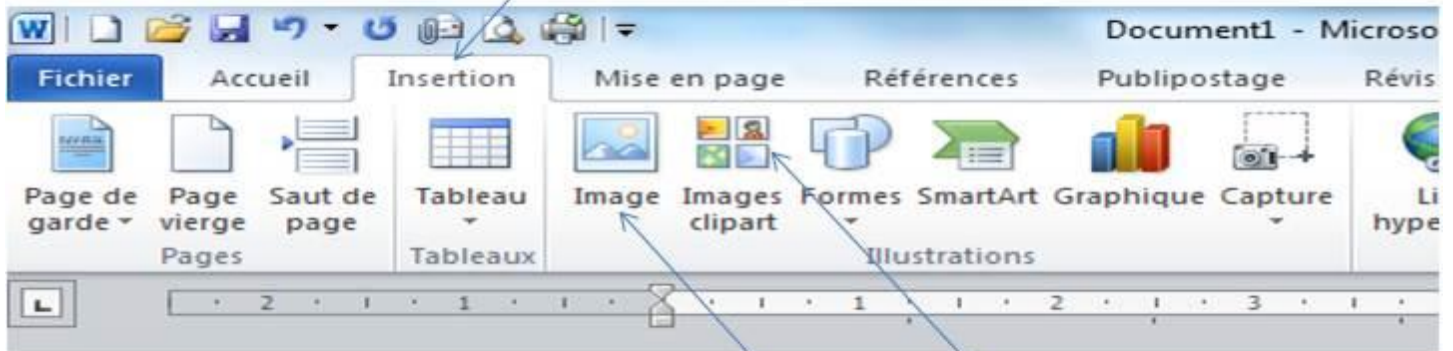 W Document1 - Microso
Fichier Accueil Insertion Mise en page Références Publipostage Révis
Page de garde Page vierge Saut de page Tableau Image Images clipart Formes SmartArt Graphique Capture Li hype
Pages Tableaux Illustrations
L 2 1 1 2 3